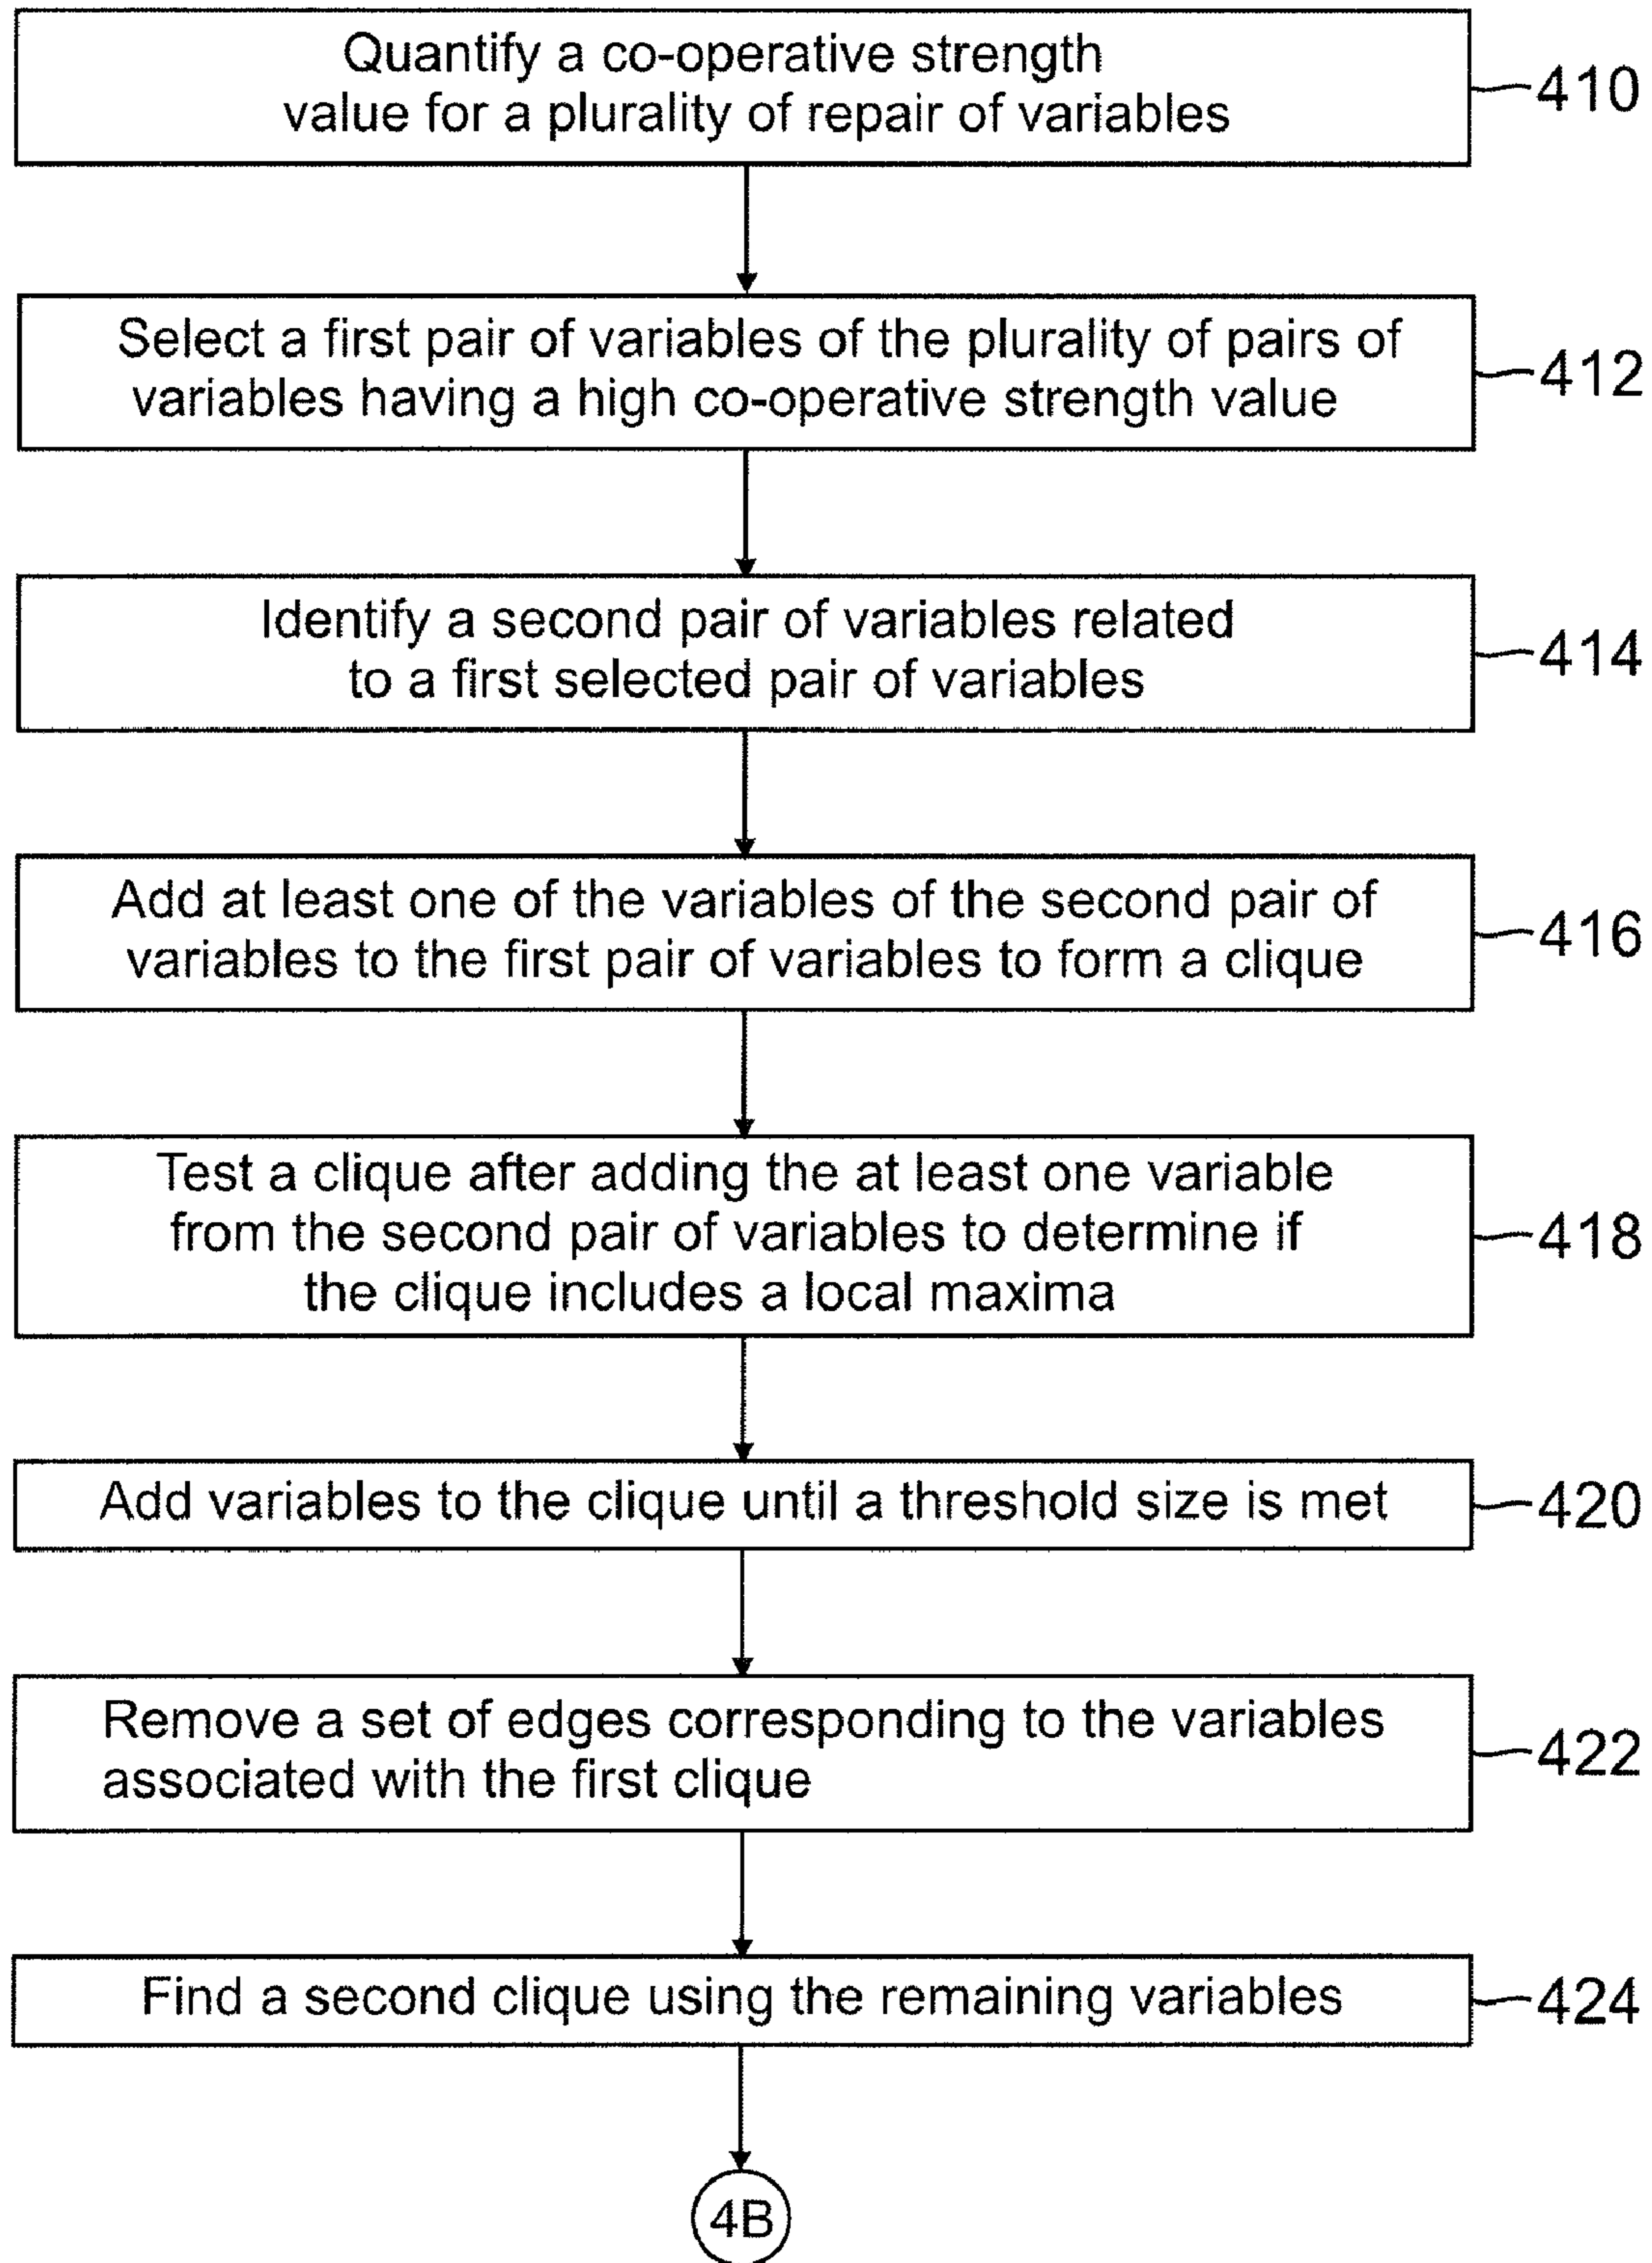 Quantify a co-operative strength
value for a plurality of repair of variables
410
Select a first pair of variables of the plurality of pairs of
variables having a high co-operative strength value
412
Identify a second pair of variables related
to a first selected pair of variables
414
Add at least one of the variables of the second pair of
variables to the first pair of variables to form a clique
416
Test a clique after adding the at least one variable
from the second pair of variables to determine if
the clique includes a local maxima
418
Add variables to the clique until a threshold size is met
420
Remove a set of edges corresponding to the variables
associated with the first clique
422
Find a second clique using the remaining variables
424
4B